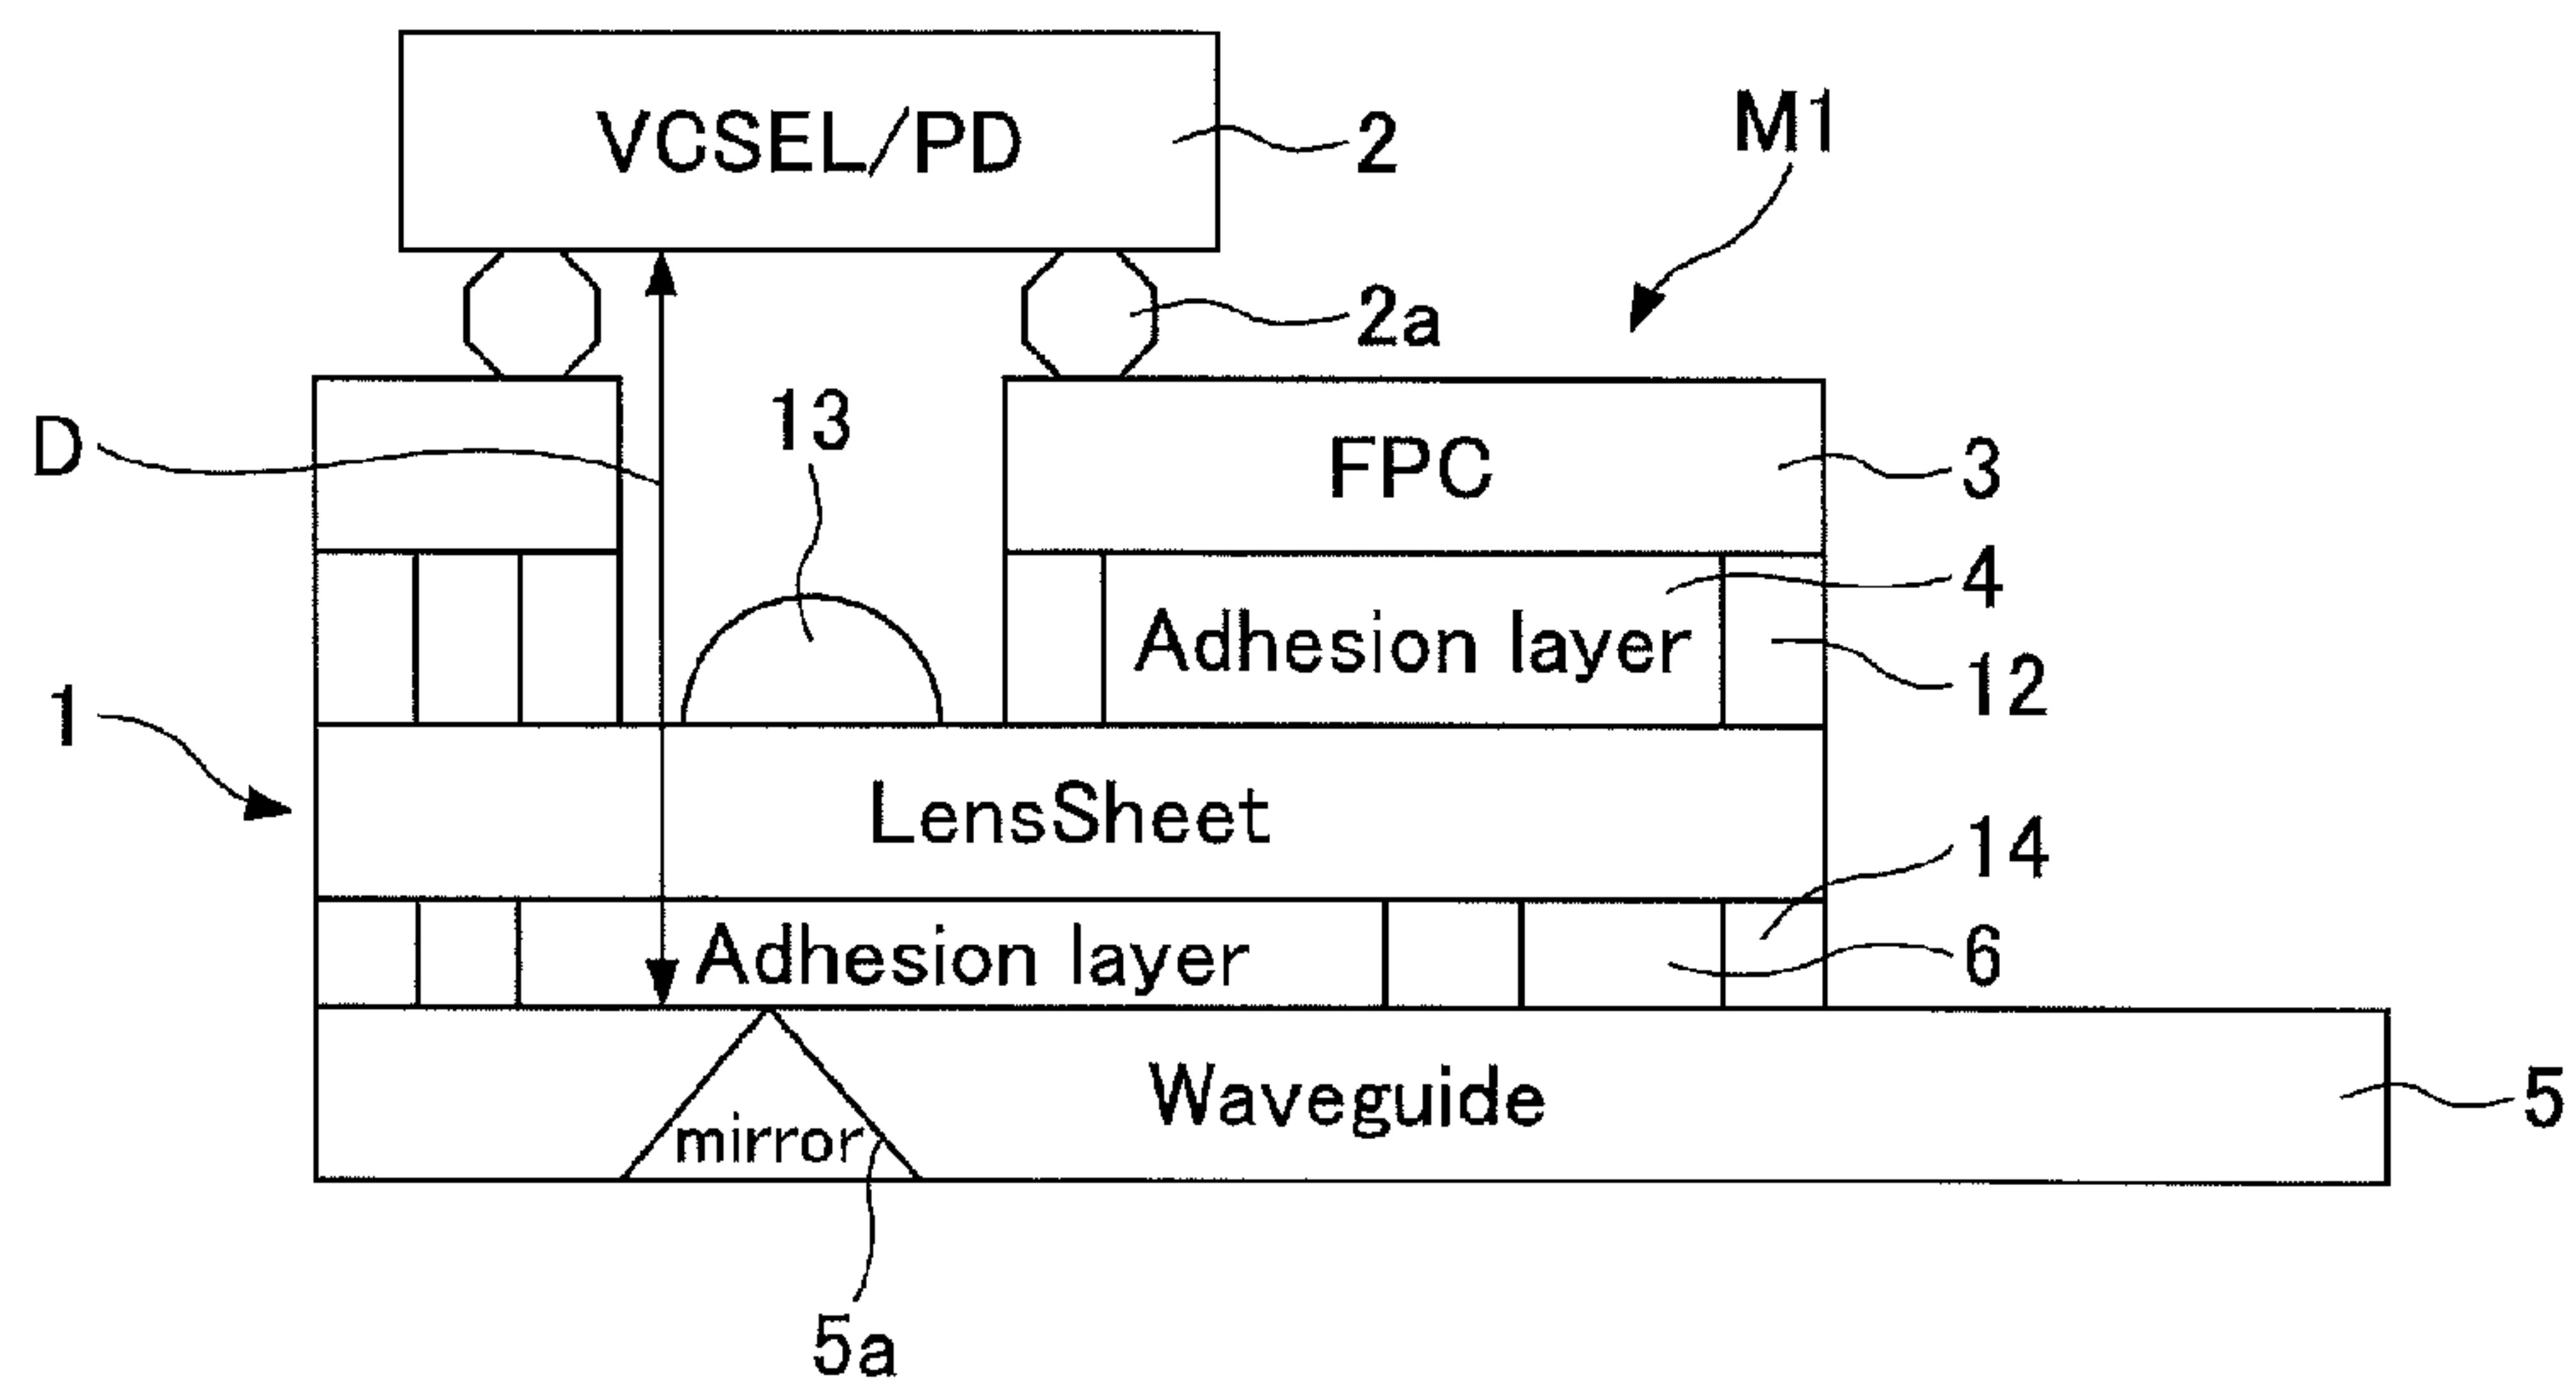 VCSEL/PD
2
M1
2a
D
13
FPC
3
4
Adhesion layer
12
1
LensSheet
14
Adhesion layer
6
Waveguide
5
mirror
5a